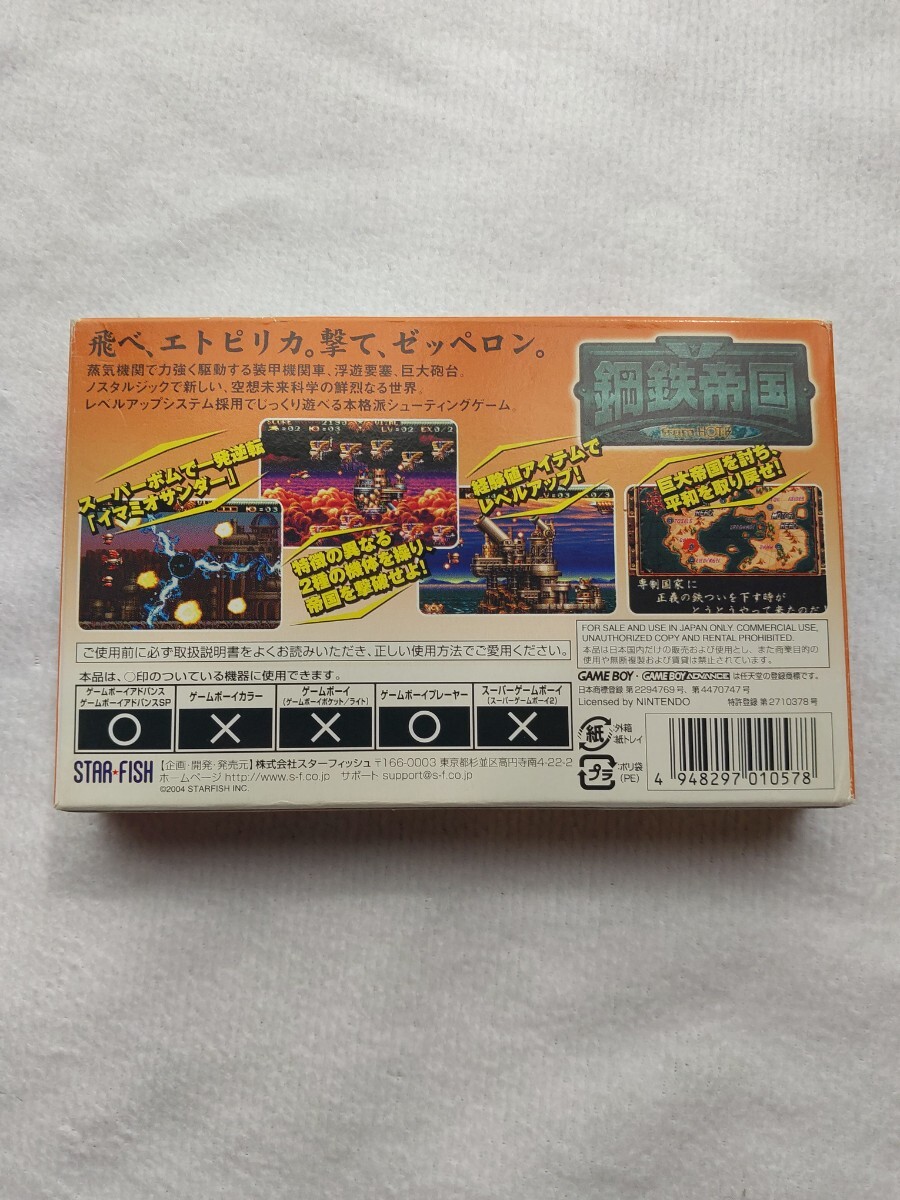 飛べ、エトピリカ。撃て、ゼッペロン。
蒸気機関で力強く駆動する装甲機関車、浮遊要塞、巨大砲台。
ノスタルジックで新しい、空想未来科学の鮮烈なる世界。
レベルアップシステム採用でじっくり遊べる本格派シューティングゲーム。
鋼鉄帝国
from HOT・B
スーパーボムで一発逆転
「イマミオサンダー」
特徴の異なる
2種の機体を操り、
帝国を撃破せよ!
経験値アイテムで
レベルアップ!
巨大帝国を討ち、
平和を取り戻せ!
専制国家に
正義の鉄ついを下す時が
とうとうやって来たのだ
ご使用前に必ず取扱説明書をよくお読みいただき、正しい使用方法でご愛用ください。
FOR SALE AND USE IN JAPAN ONLY. COMMERCIAL USE,
UNAUTHORIZED COPY AND RENTAL PROHIBITED.
本品は日本国内だけの販売および使用とし、また商業目的の
使用や無断複製および賃貸は禁止されています。
本品は、○印のついている機器に使用できます。
ゲームボーイアドバンス
ゲームボーイアドバンスSP
ゲームボーイカラー
ゲームボーイ
(ゲームボーイポケット/ライト)
ゲームボーイプレーヤー
スーパーゲームボーイ
(スーパーゲームボーイ2)
GAME BOY・GAME BOY ADVANCE は任天堂の登録商標です。
日本商標登録 第2294769号、第4470747号
Licensed by NINTENDO 特許登録 第2710378号
STAR★FISH
【企画・開発・発売元】株式会社スターフィッシュ 〒166-0003 東京都杉並区高円寺南4-22-2
ホームページ http://www.s-f.co.jp サポート support@s-f.co.jp
©2004 STARFISH INC.
紙
:外箱
:紙トレイ
プラ
:ポリ袋
(PE)
4 948297 010578